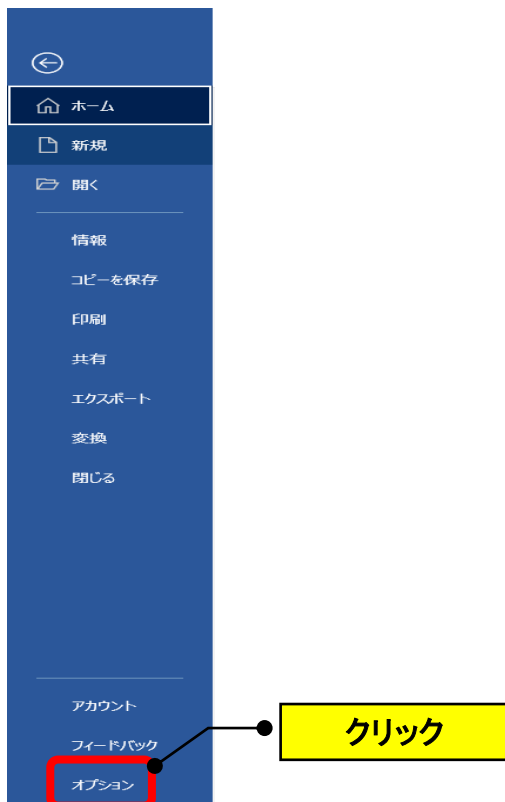 ホーム
新規
開く
情報
コピーを保存
印刷
共有
エクスポート
変換
閉じる
アカウント
フィードバック
オプション
クリック